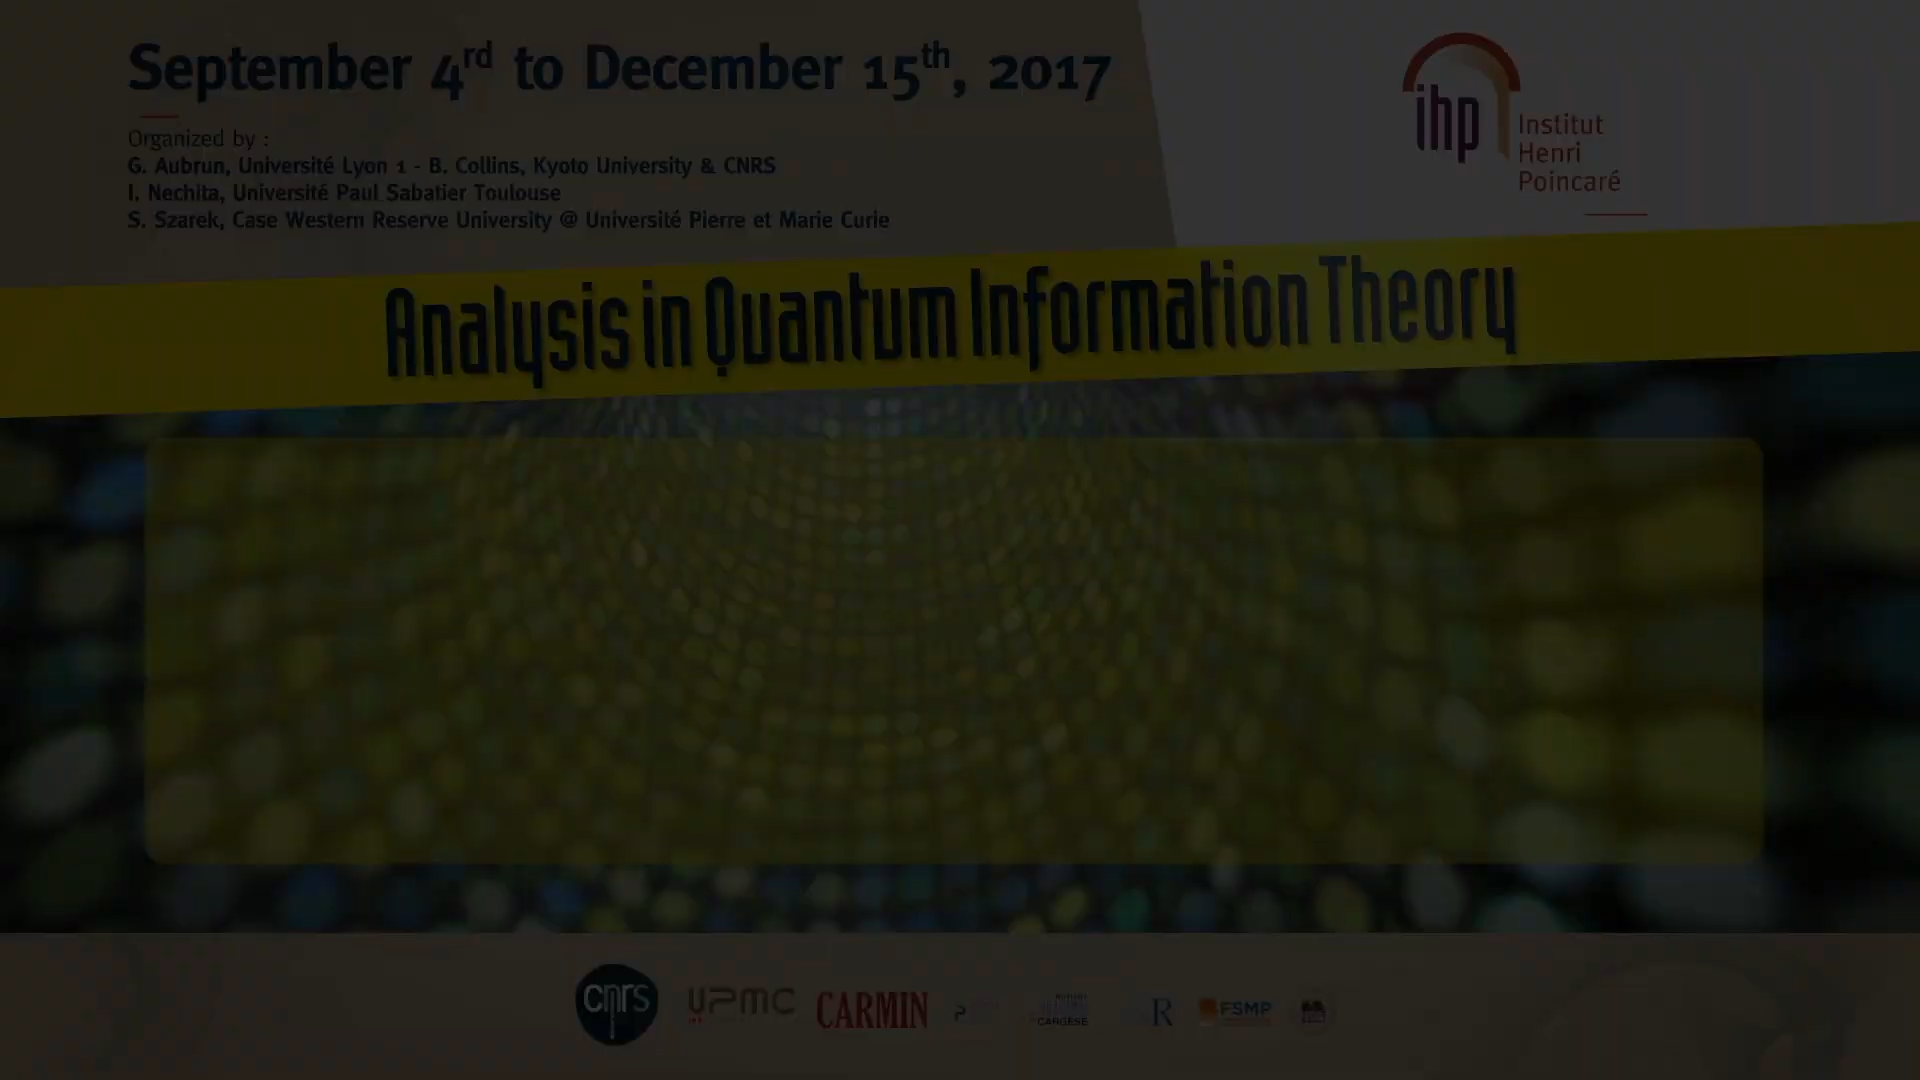 September 4rd to December 15th, 2017
Organized by :
G. Aubrun, Université Lyon 1 - B. Collins, Kyoto University & CNRS
I. Nechita, Université Paul Sabatier Toulouse
S. Szarek, Case Western Reserve University @ Université Pierre et Marie Curie
ihp
Institut
Henri
Poincaré
Analysis in Quantum Information Theory
cnrs
UPMC
CARMIN
CARGÈSE
R
FSMP